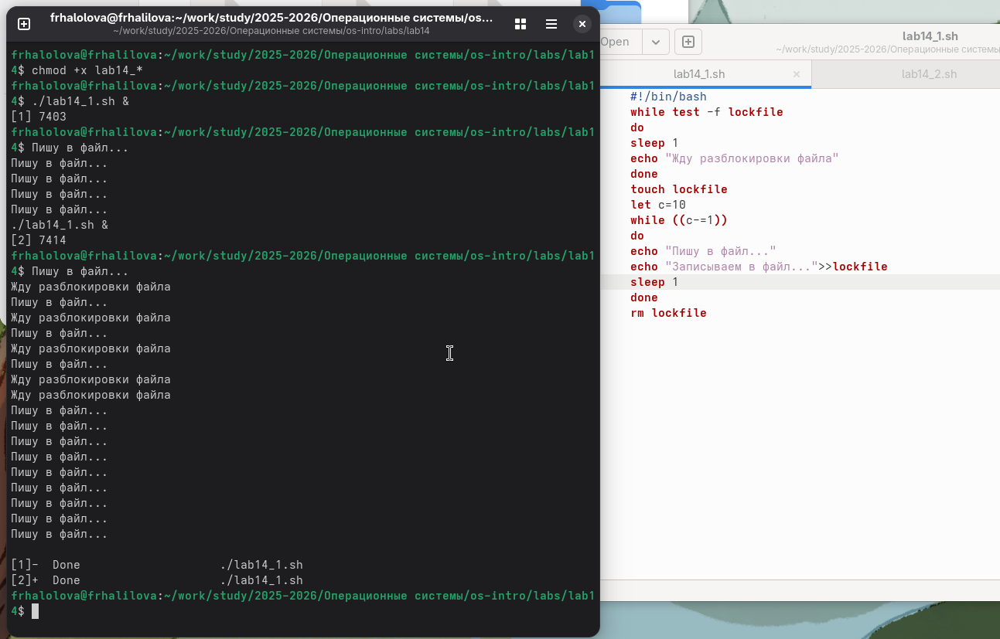 frhalolova@frhalilova:~/work/study/2025-2026/Операционные системы/os...
~/work/study/2025-2026/Операционные системы/os-intro/labs/lab14
frhalolova@frhalilova:~/work/study/2025-2026/Операционные системы/os-intro/labs/lab1
4$ chmod +x lab14_*
frhalolova@frhalilova:~/work/study/2025-2026/Операционные системы/os-intro/labs/lab1
4$ ./lab14_1.sh &
[1] 7403
frhalolova@frhalilova:~/work/study/2025-2026/Операционные системы/os-intro/labs/lab1
4$ Пишу в файл...
Пишу в файл...
Пишу в файл...
Пишу в файл...
Пишу в файл...
./lab14_1.sh &
[2] 7414
frhalolova@frhalilova:~/work/study/2025-2026/Операционные системы/os-intro/labs/lab1
4$ Пишу в файл...
Жду разблокировки файла
Пишу в файл...
Жду разблокировки файла
Пишу в файл...
Жду разблокировки файла
Пишу в файл...
Жду разблокировки файла
Жду разблокировки файла
Пишу в файл...
Пишу в файл...
Пишу в файл...
Пишу в файл...
Пишу в файл...
Пишу в файл...
Пишу в файл...
Пишу в файл...
Пишу в файл...
[1]-  Done                    ./lab14_1.sh
[2]+  Done                    ./lab14_1.sh
frhalolova@frhalilova:~/work/study/2025-2026/Операционные системы/os-intro/labs/lab1
4$
Open
lab14_1.sh
~/work/study/2025-2026/Операционные системы
lab14_1.sh
lab14_2.sh
#!/bin/bash
while test -f lockfile
do
sleep 1
echo "Жду разблокировки файла"
done
touch lockfile
let c=10
while ((c-=1))
do
echo "Пишу в файл..."
echo "Записываем в файл...">>lockfile
sleep 1
done
rm lockfile